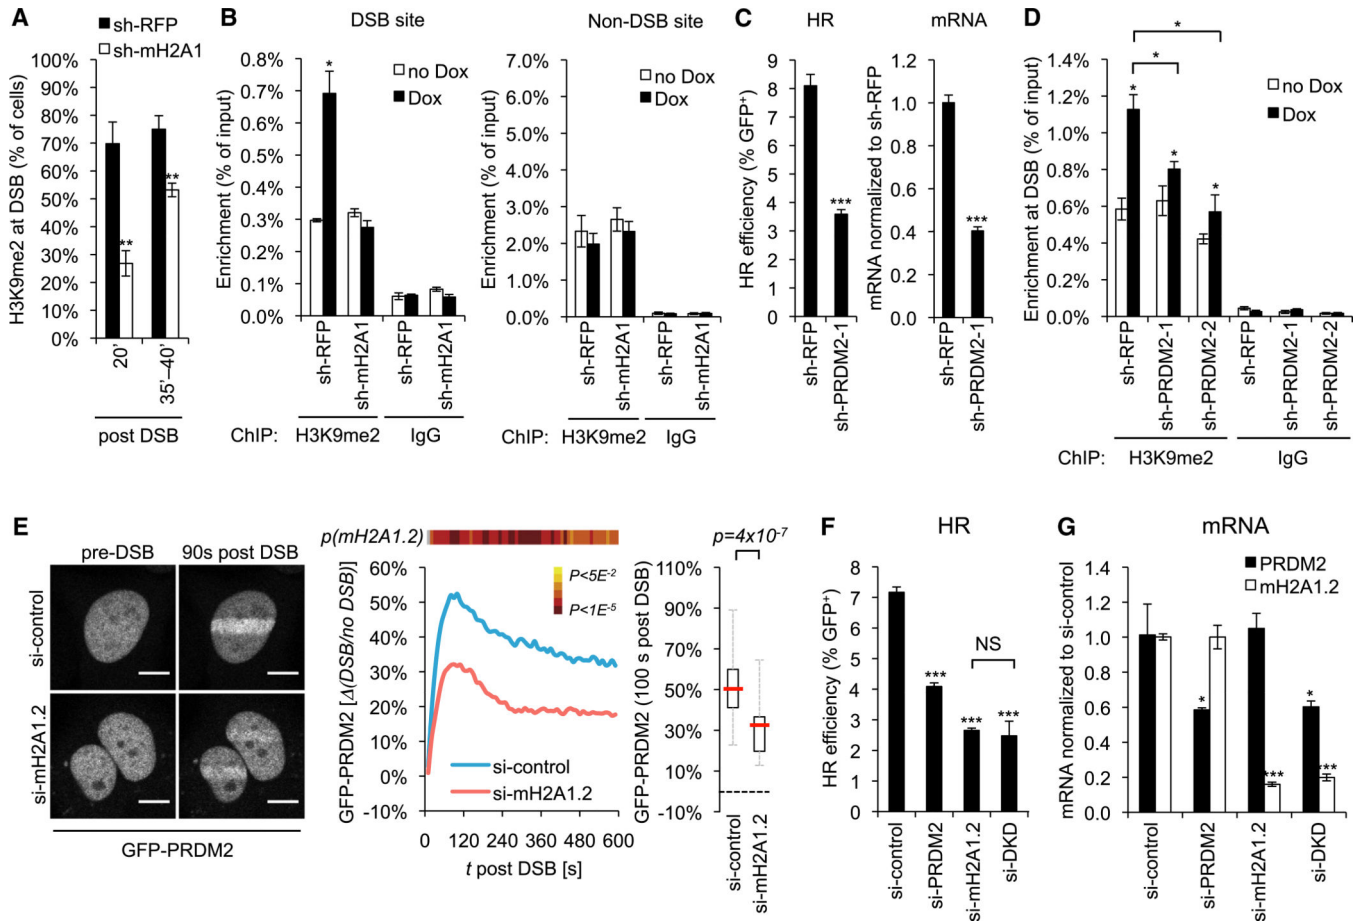 A
sh-RFP
sh-mH2A1
H3K9me2 at DSB (% of cells)
100%
90%
80%
70%
60%
50%
40%
30%
20%
10%
0%
**
**
20'
35'–40'
post DSB
B
DSB site
Enrichment (% of input)
0.8%
0.7%
0.6%
0.5%
0.4%
0.3%
0.2%
0.1%
0.0%
*
no Dox
Dox
sh-RFP
sh-mH2A1
sh-RFP
sh-mH2A1
ChIP: H3K9me2 IgG
Non-DSB site
Enrichment (% of input)
7.0%
6.0%
5.0%
4.0%
3.0%
2.0%
1.0%
0.0%
no Dox
Dox
sh-RFP
sh-mH2A1
sh-RFP
sh-mH2A1
ChIP: H3K9me2 IgG
C
HR
HR efficiency (% GFP+)
9
8
7
6
5
4
3
2
1
0
***
sh-RFP
sh-PRDM2-1
mRNA
mRNA normalized to sh-RFP
1.2
1.0
0.8
0.6
0.4
0.2
0.0
***
sh-RFP
sh-PRDM2-1
D
Enrichment at DSB (% of input)
1.4%
1.2%
1.0%
0.8%
0.6%
0.4%
0.2%
0.0%
*
*
*
*
*
no Dox
Dox
sh-RFP
sh-PRDM2-1
sh-PRDM2-2
sh-RFP
sh-PRDM2-1
sh-PRDM2-2
ChIP: H3K9me2 IgG
E
pre-DSB
90s post DSB
si-control
si-mH2A1.2
GFP-PRDM2
p(mH2A1.2)
P<5E-2
P<1E-5
GFP-PRDM2 [Δ(DSB/no DSB)]
60%
50%
40%
30%
20%
10%
0%
-10%
si-control
si-mH2A1.2
0 120 240 360 480 600
t post DSB [s]
p=4x10-7
GFP-PRDM2 (100 s post DSB)
110%
90%
70%
50%
30%
10%
-10%
si-control
si-mH2A1.2
F
HR
HR efficiency (% GFP+)
8
7
6
5
4
3
2
1
0
***
***
***
NS
si-control
si-PRDM2
si-mH2A1.2
si-DKD
G
mRNA
PRDM2
mH2A1.2
mRNA normalized to si-control
1.4
1.2
1.0
0.8
0.6
0.4
0.2
0.0
*
***
*
***
si-control
si-PRDM2
si-mH2A1.2
si-DKD